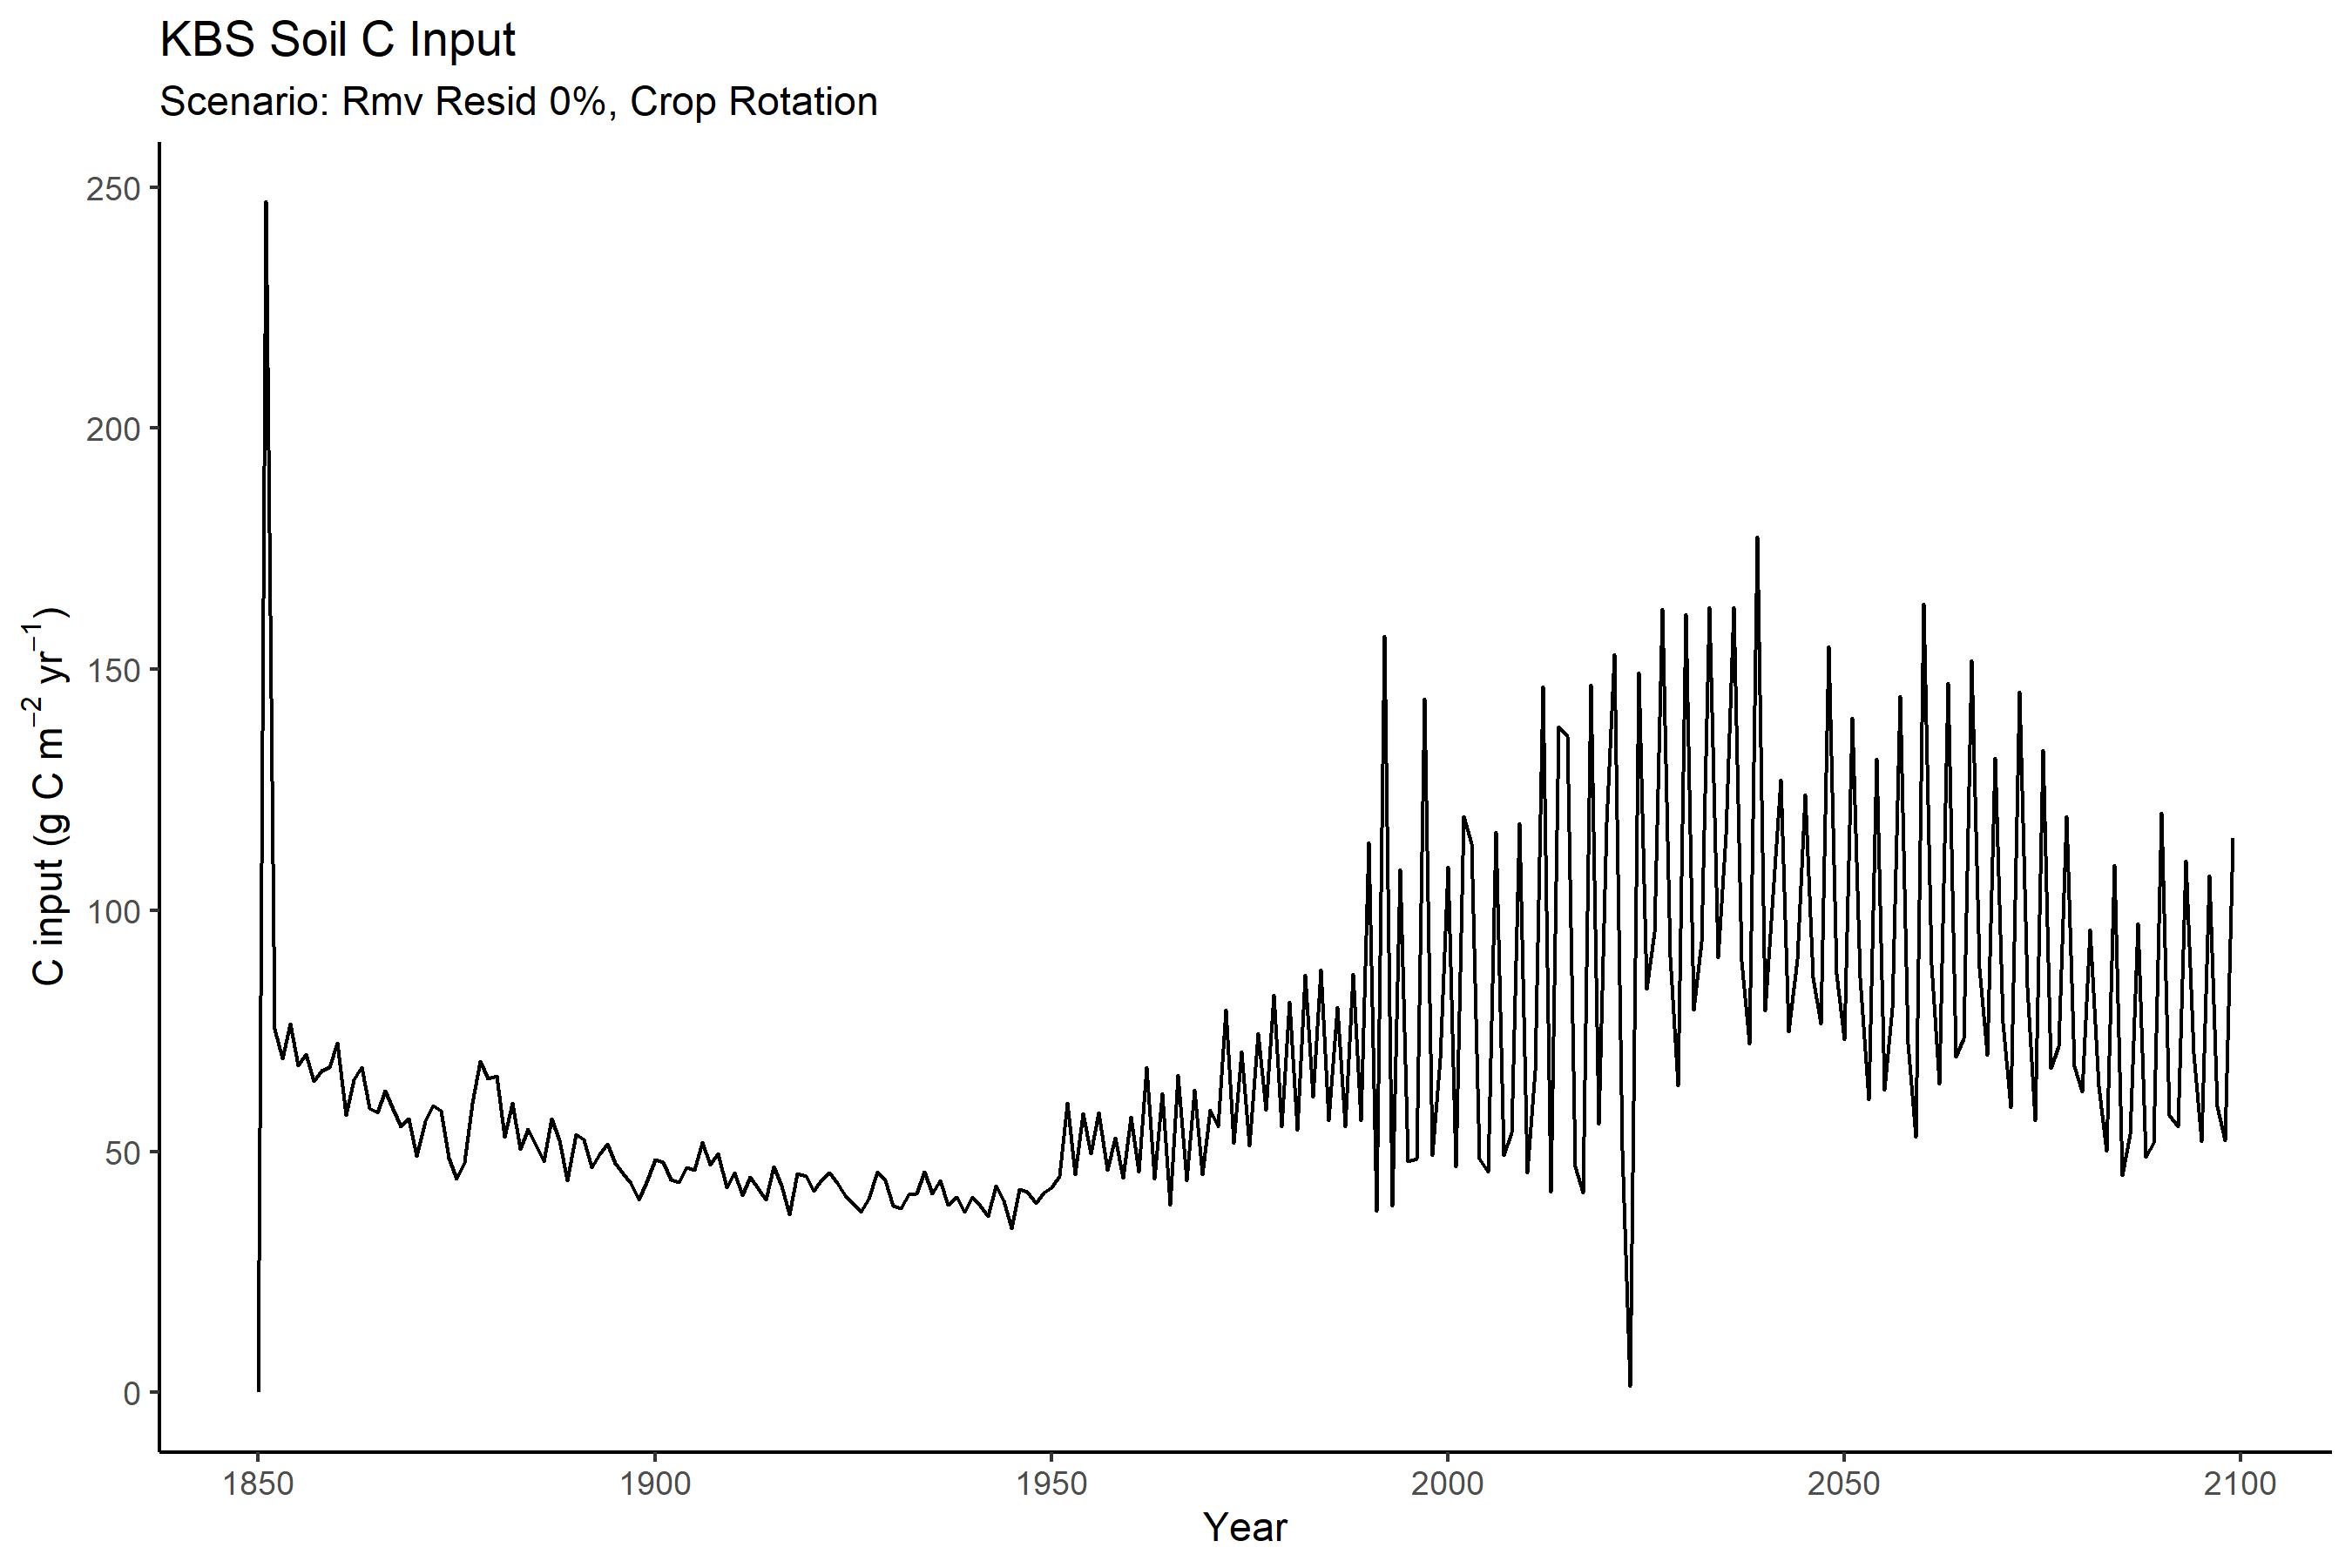 KBS Soil C Input
Scenario: Rmv Resid 0%, Crop Rotation
C input (g C m⁻² yr⁻¹)
250
200
150
100
50
0
1850 1900 1950 2000 2050 2100
Year